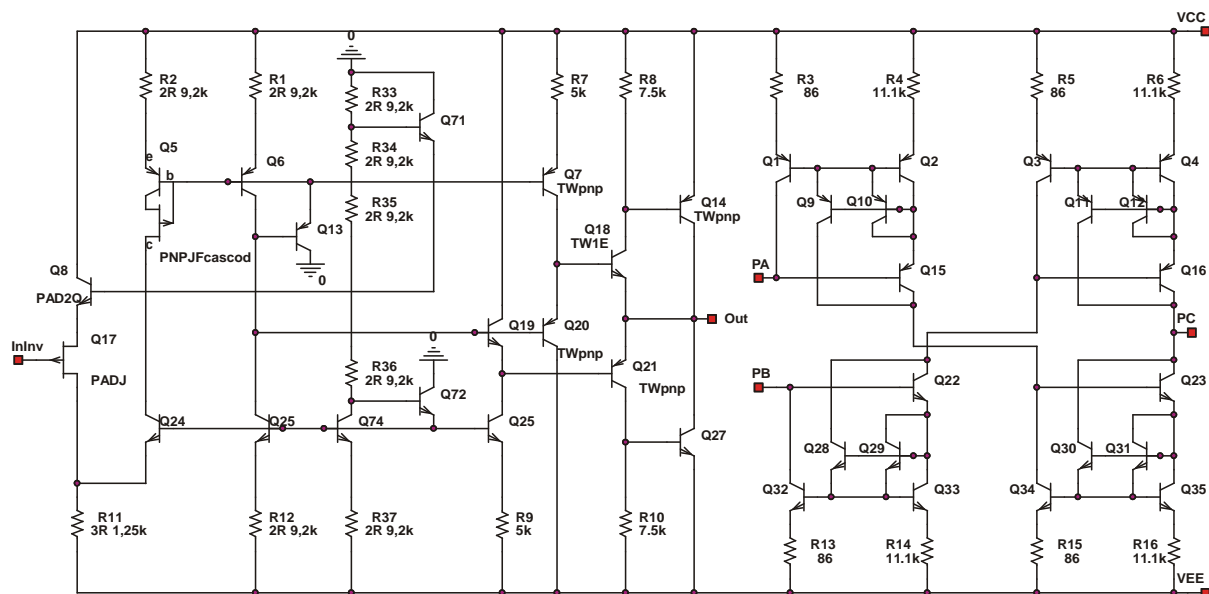 VCC
0
R2
2R 9,2k
R1
2R 9,2k
R33
2R 9,2k
R7
5k
R8
7.5k
R3
86
R4
11.1k
R5
86
R6
11.1k
Q71
R34
2R 9,2k
Q5
e
b
c
Q6
Q7
TWpnp
Q1
Q2
Q3
Q4
R35
2R 9,2k
Q14
TWpnp
Q9
Q10
Q11
Q12
Q13
PNPJFcascod
0
Q18
TW1E
Q8
PAD2Q
PA
Q15
Q16
Out
PC
Q17
InInv
PADJ
Q19
Q20
TWpnp
0
R36
2R 9,2k
Q72
Q21
TWpnp
PB
Q22
Q23
Q24
Q25
Q74
Q25
Q27
Q28
Q29
Q30
Q31
Q32
Q33
Q34
Q35
R11
3R 1,25k
R12
2R 9,2k
R37
2R 9,2k
R9
5k
R10
7.5k
R13
86
R14
11.1k
R15
86
R16
11.1k
VEE